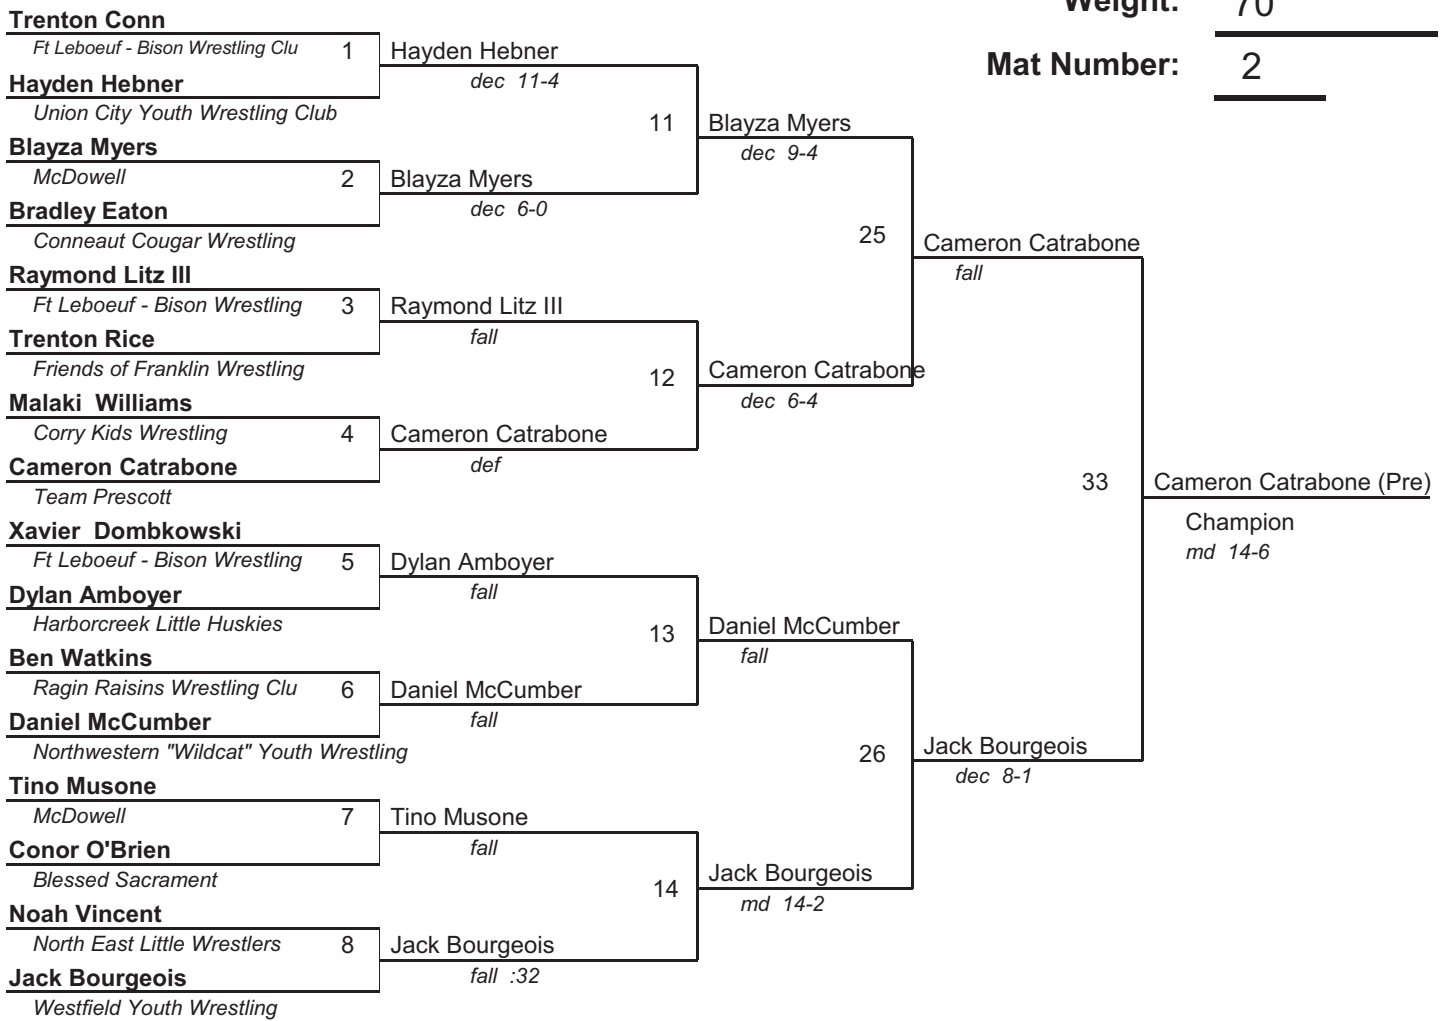 Weight: 70
Mat Number: 2
Trenton Conn
Ft Leboeuf - Bison Wrestling Clu 1
Hayden Hebner
dec 11-4
Hayden Hebner
Union City Youth Wrestling Club
11
Blayza Myers
dec 9-4
Blayza Myers
McDowell 2
Blayza Myers
dec 6-0
Bradley Eaton
Conneaut Cougar Wrestling
25
Cameron Catrabone
fall
Raymond Litz III
Ft Leboeuf - Bison Wrestling 3
Raymond Litz III
fall
Trenton Rice
Friends of Franklin Wrestling
12
Cameron Catrabone
dec 6-4
Malaki Williams
Corry Kids Wrestling 4
Cameron Catrabone
def
Cameron Catrabone
Team Prescott
33
Cameron Catrabone (Pre)
Champion
md 14-6
Xavier Dombkowski
Ft Leboeuf - Bison Wrestling 5
Dylan Amboyer
fall
Dylan Amboyer
Harborcreek Little Huskies
13
Daniel McCumber
fall
Ben Watkins
Ragin Raisins Wrestling Clu 6
Daniel McCumber
fall
Daniel McCumber
Northwestern "Wildcat" Youth Wrestling
26
Jack Bourgeois
dec 8-1
Tino Musone
McDowell 7
Tino Musone
fall
Conor O'Brien
Blessed Sacrament
14
Jack Bourgeois
md 14-2
Noah Vincent
North East Little Wrestlers 8
Jack Bourgeois
fall :32
Jack Bourgeois
Westfield Youth Wrestling